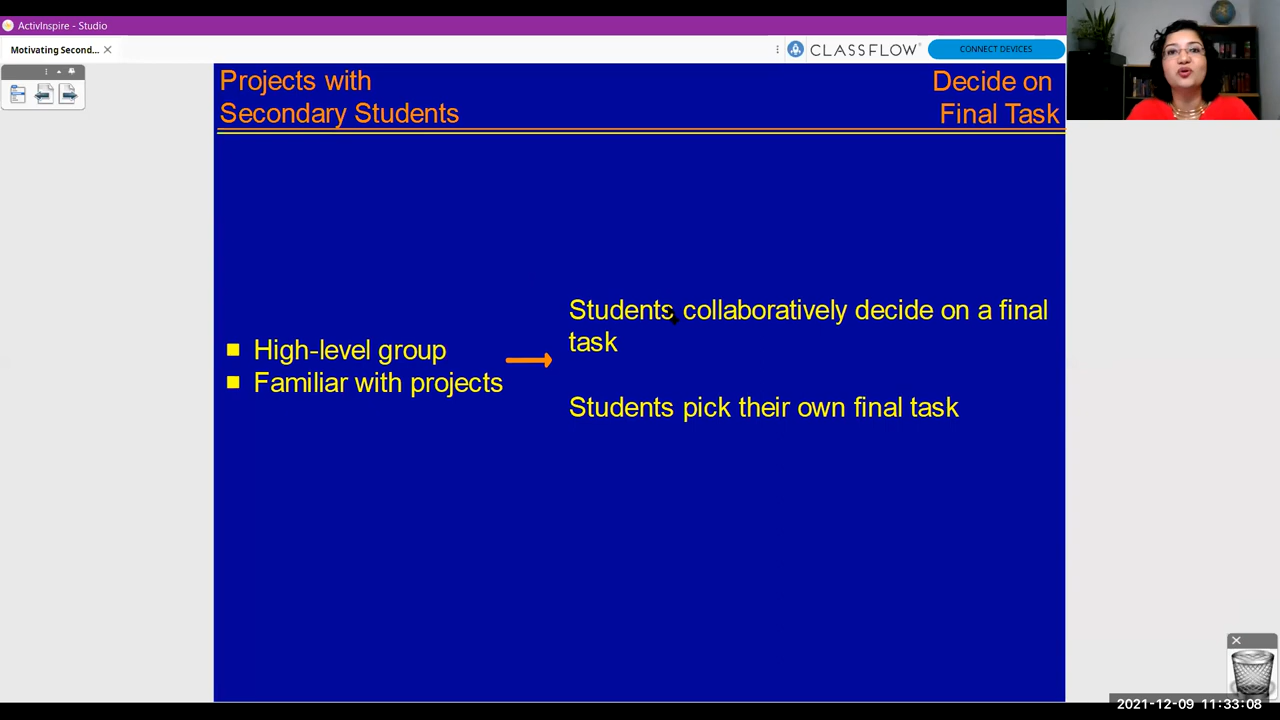 ActivInspire - Studio
Motivating Second...
CLASSFLOW
CONNECT DEVICES
Projects with
Secondary Students
Decide on
Final Task
High-level group
Familiar with projects
Students collaboratively decide on a final
task
Students pick their own final task
2021-12-09 11:33:08